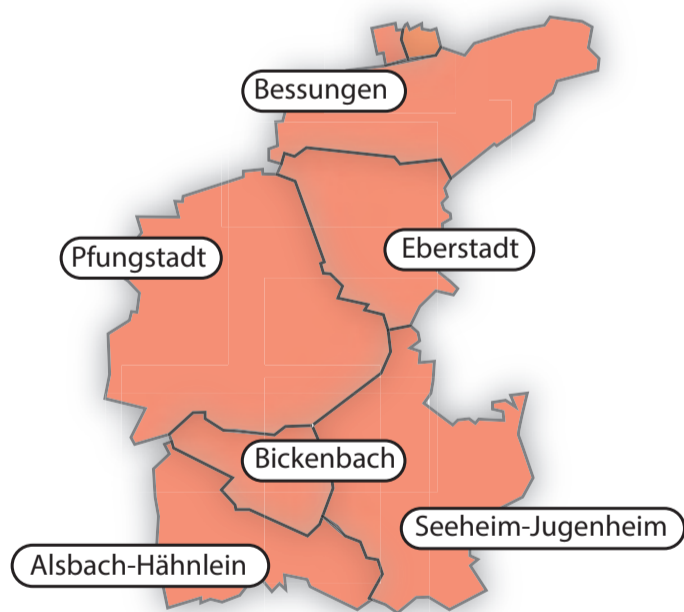 Bessungen
Eberstadt
Pfungstadt
Bickenbach
Seeheim-Jugenheim
Alsbach-Hähnlein